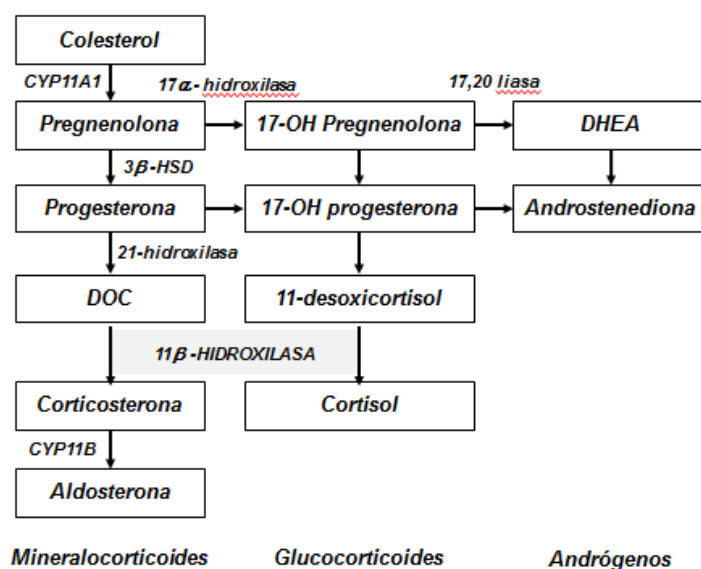 Colesterol
CYP11A1
17α- hidroxilasa
17,20 liasa
Pregnenolona
17-OH Pregnenolona
DHEA
3β-HSD
Progesterona
17-OH progesterona
Androstenediona
21-hidroxilasa
DOC
11-desoxicortisol
11β-HIDROXILASA
Corticosterona
Cortisol
CYP11B
Aldosterona
Mineralocorticoides
Glucocorticoides
Andrógenos